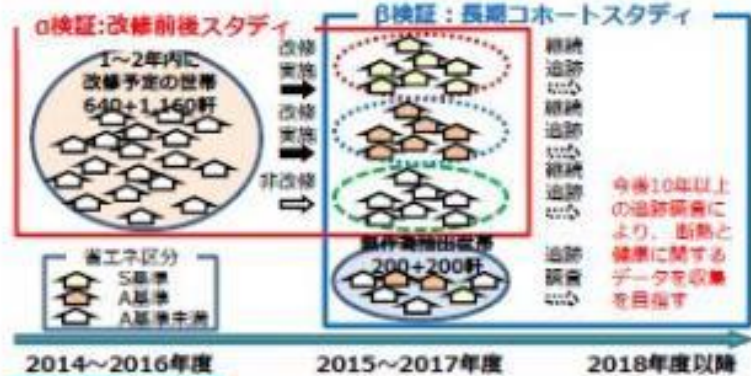 α検証:改修前後スタディ
β検証：長期コホートスタディ
1～2年内に
改修予定の世帯
640+1,160軒
改修
実施
改修
実施
非改修
継続
追跡
継続
追跡
継続
追跡
無作為抽出世帯
200+200軒
追跡
調査
今後10年以上
の追跡調査に
より、断熱と
健康に関する
データを収集
を目指す
省エネ区分
S基準
A基準
A基準未満
2014～2016年度
2015～2017年度
2018年度以降